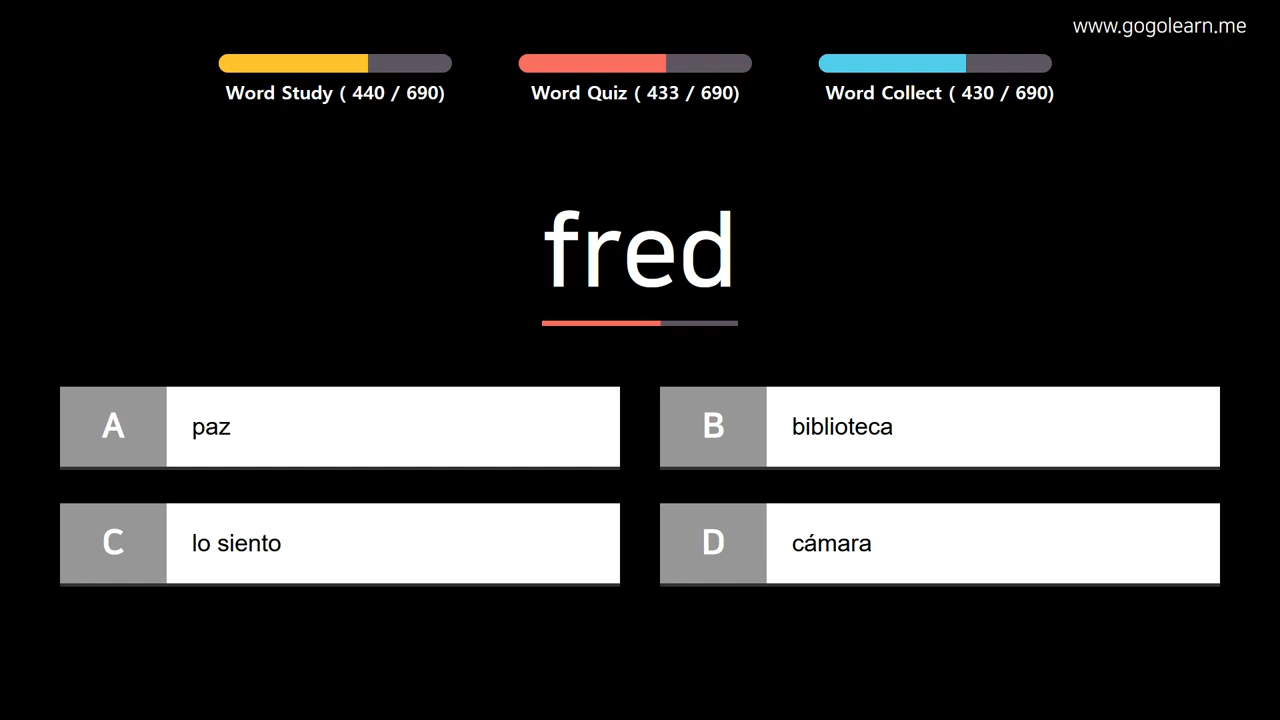 www.gogolearn.me
Word Study ( 440 / 690)
Word Quiz ( 433 / 690)
Word Collect ( 430 / 690)
fred
A paz
B biblioteca
C lo siento
D cámara